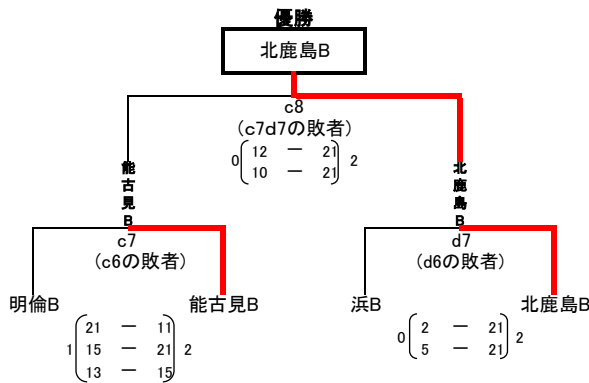 優勝
北鹿島B
c8
(c7d7の敗者)
0 12 ー 21 2
10 ー 21
能古見B
北鹿島B
c7
(c6の敗者)
d7
(d6の敗者)
明倫B
能古見B
浜B
北鹿島B
21 ー 11
1 15 ー 21 2
13 ー 15
0 2 ー 21 2
5 ー 21